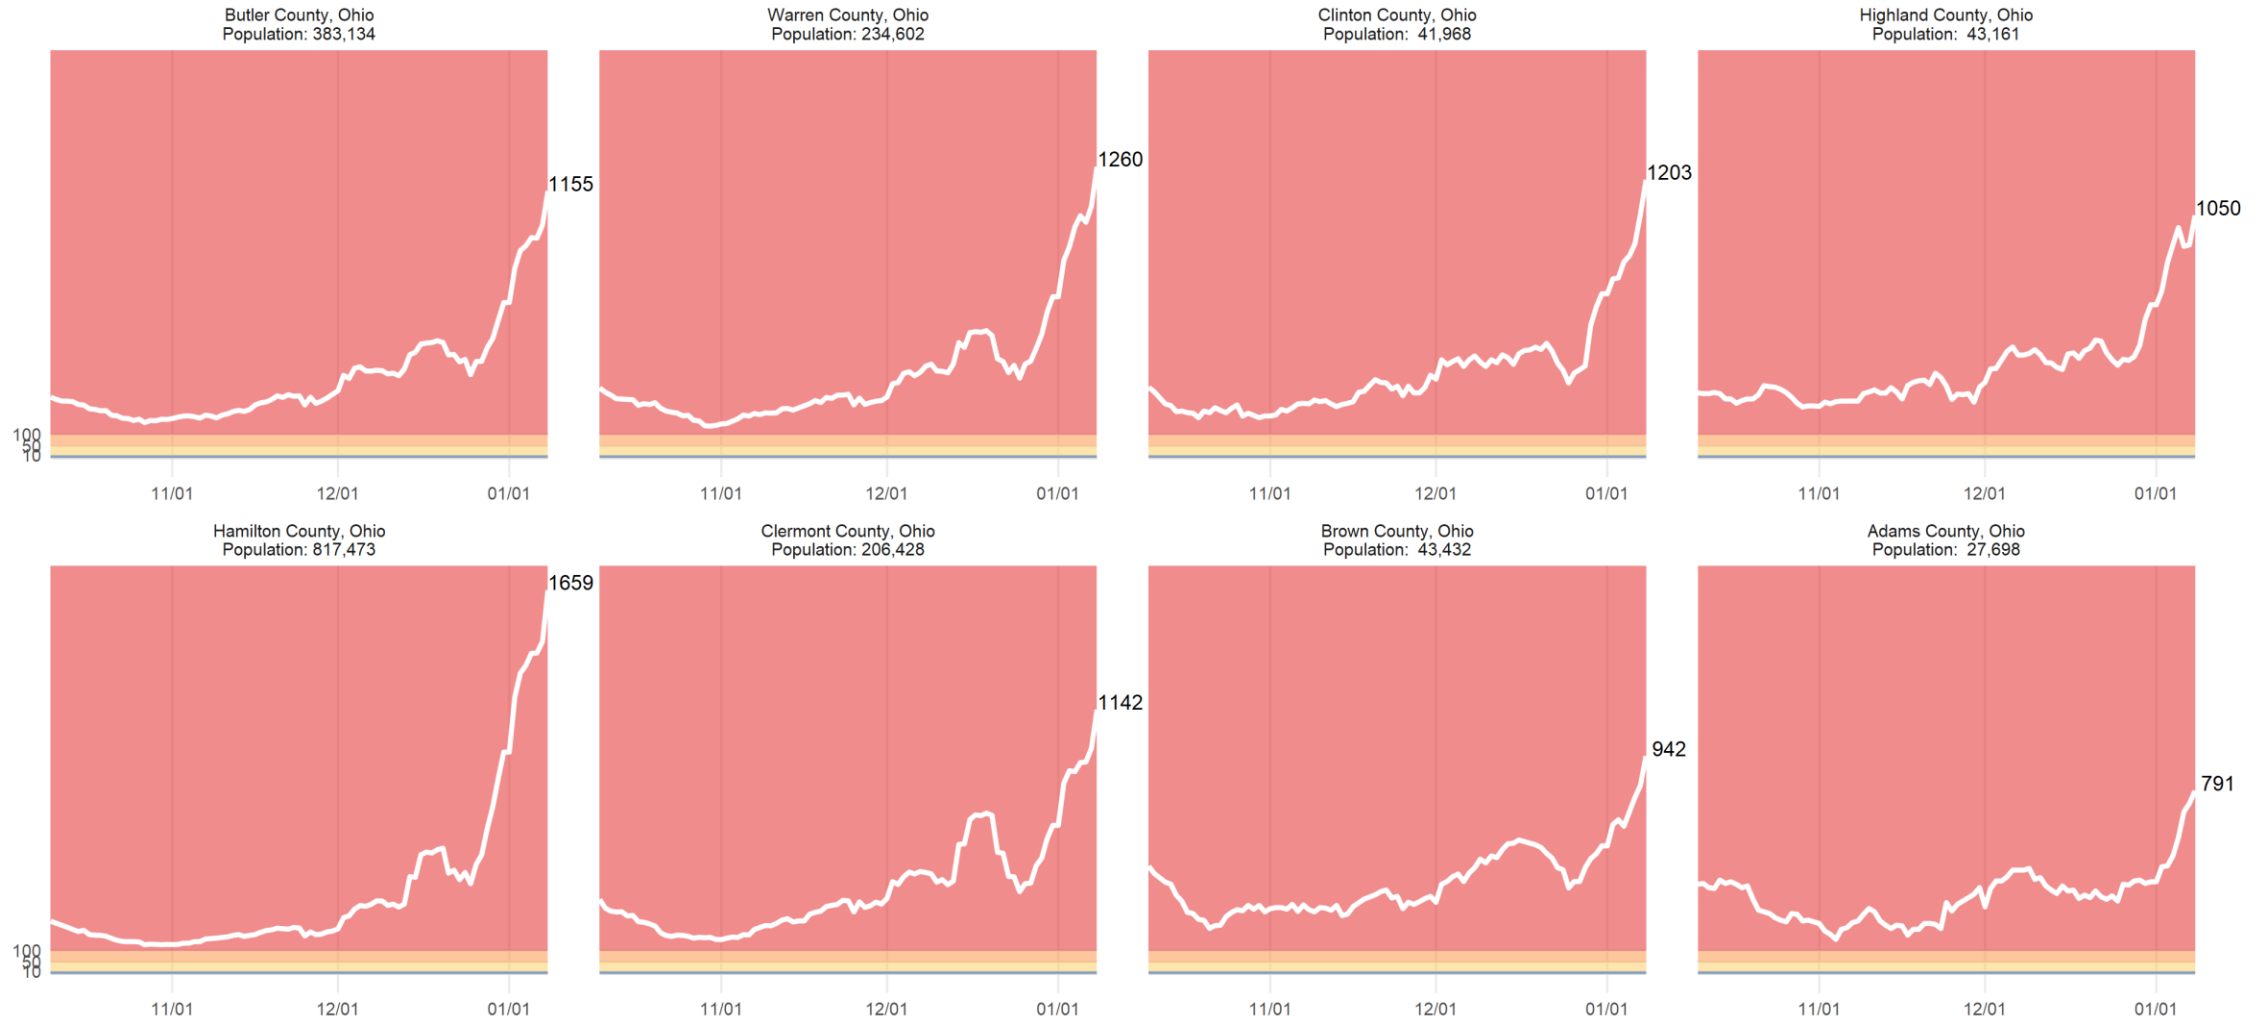 Butler County, Ohio
Population: 383,134
1155
100
50
10
11/01 12/01 01/01
Warren County, Ohio
Population: 234,602
1260
11/01 12/01 01/01
Clinton County, Ohio
Population: 41,968
1203
11/01 12/01 01/01
Highland County, Ohio
Population: 43,161
1050
11/01 12/01 01/01
Hamilton County, Ohio
Population: 817,473
1659
100
50
10
11/01 12/01 01/01
Clermont County, Ohio
Population: 206,428
1142
11/01 12/01 01/01
Brown County, Ohio
Population: 43,432
942
11/01 12/01 01/01
Adams County, Ohio
Population: 27,698
791
11/01 12/01 01/01